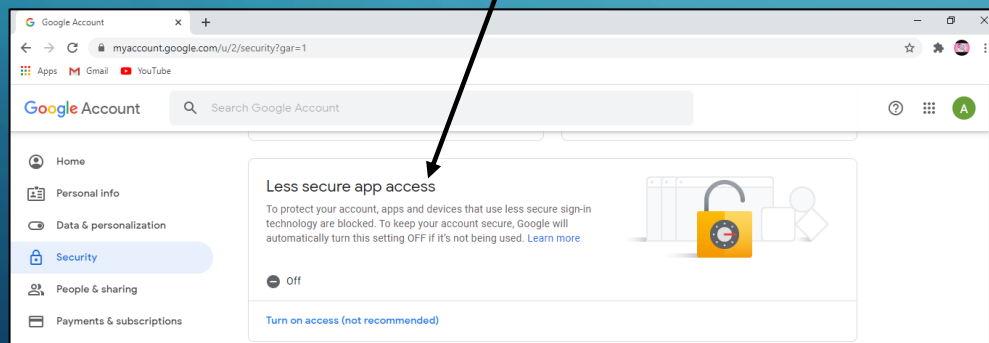 Google Account
myaccount.google.com/u/2/security?gar=1
Apps Gmail YouTube
Google Account Search Google Account A
Home
Personal info
Data & personalization
Security
People & sharing
Payments & subscriptions
Less secure app access
To protect your account, apps and devices that use less secure sign-in
technology are blocked. To keep your account secure, Google will
automatically turn this setting OFF if it's not being used. Learn more
Off
Turn on access (not recommended)